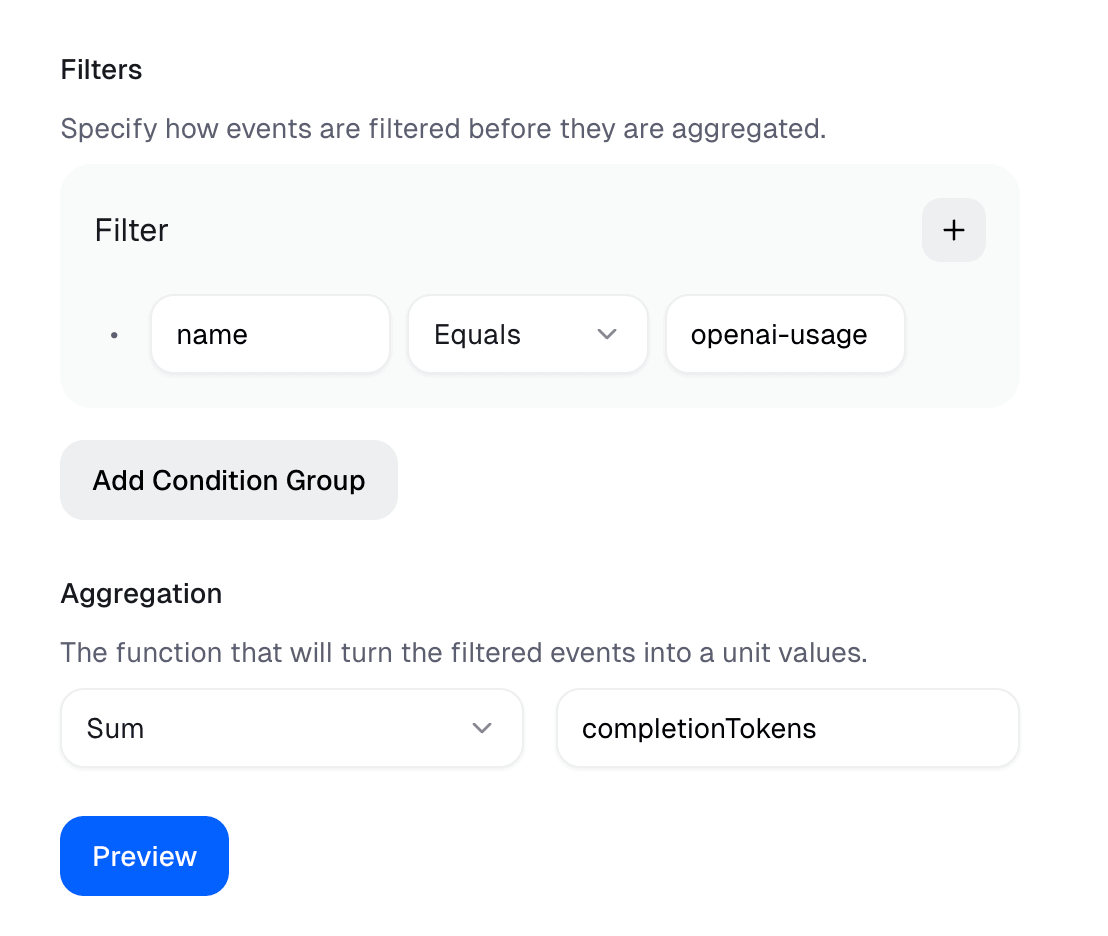 Filters
Specify how events are filtered before they are aggregated.
Filter
name
Equals
openai-usage
Add Condition Group
Aggregation
The function that will turn the filtered events into a unit values.
Sum
completionTokens
Preview